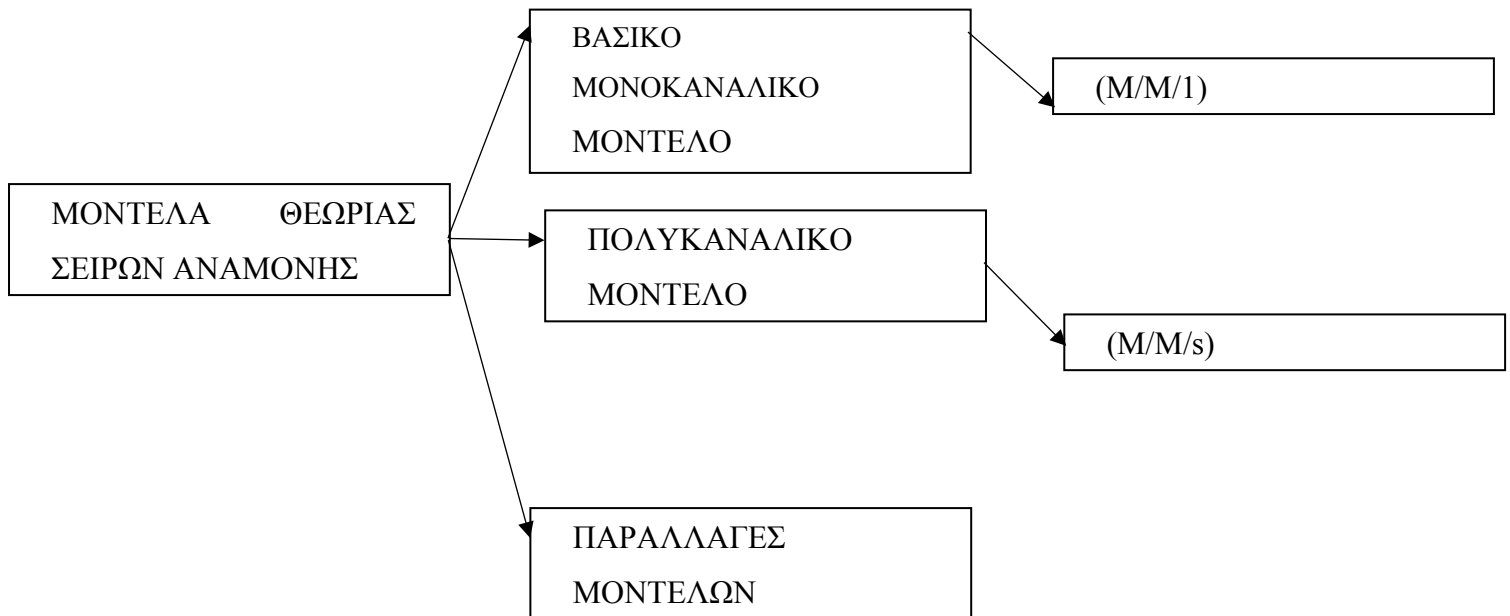 ΒΑΣΙΚΟ
ΜΟΝΟΚΑΝΑΛΙΚΟ
ΜΟΝΤΕΛΟ
(M/M/1)
ΜΟΝΤΕΛΑ ΘΕΩΡΙΑΣ
ΣΕΙΡΩΝ ΑΝΑΜΟΝΗΣ
ΠΟΛΥΚΑΝΑΛΙΚΟ
ΜΟΝΤΕΛΟ
(M/M/s)
ΠΑΡΑΛΛΑΓΕΣ
ΜΟΝΤΕΛΩΝ